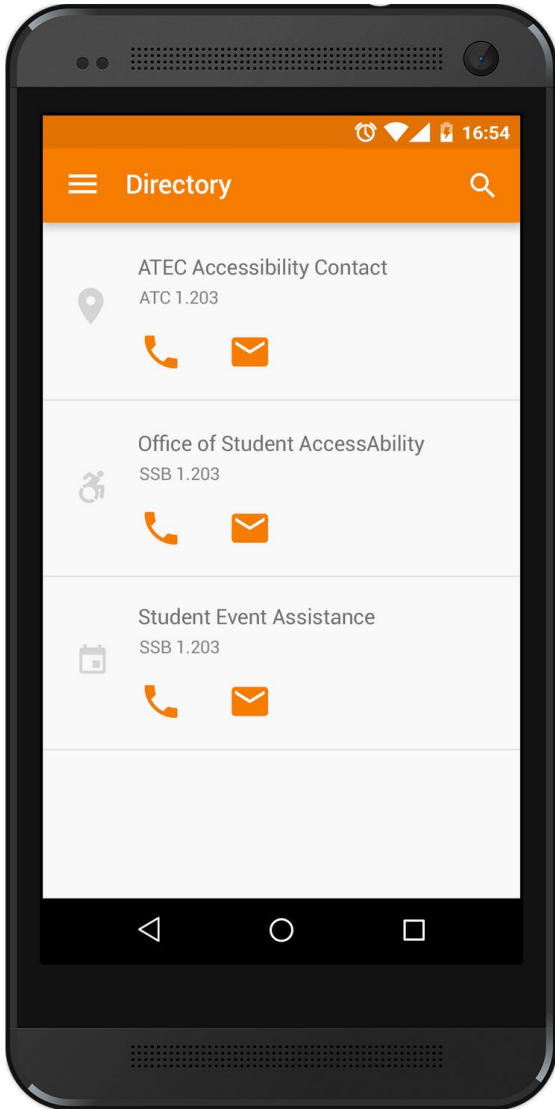 16:54
Directory
ATEC Accessibility Contact
ATC 1.203
Office of Student AccessAbility
SSB 1.203
Student Event Assistance
SSB 1.203